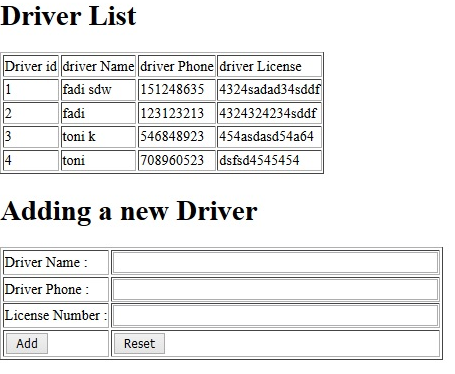 Driver List
Driver id driver Name driver Phone driver License
1 fadi sdw 151248635 4324sadad34sddf
2 fadi 123123213 4324324234sddf
3 toni k 546848923 454asdasd54a64
4 toni 708960523 dsfsd4545454
Adding a new Driver
Driver Name :
Driver Phone :
License Number :
Add Reset